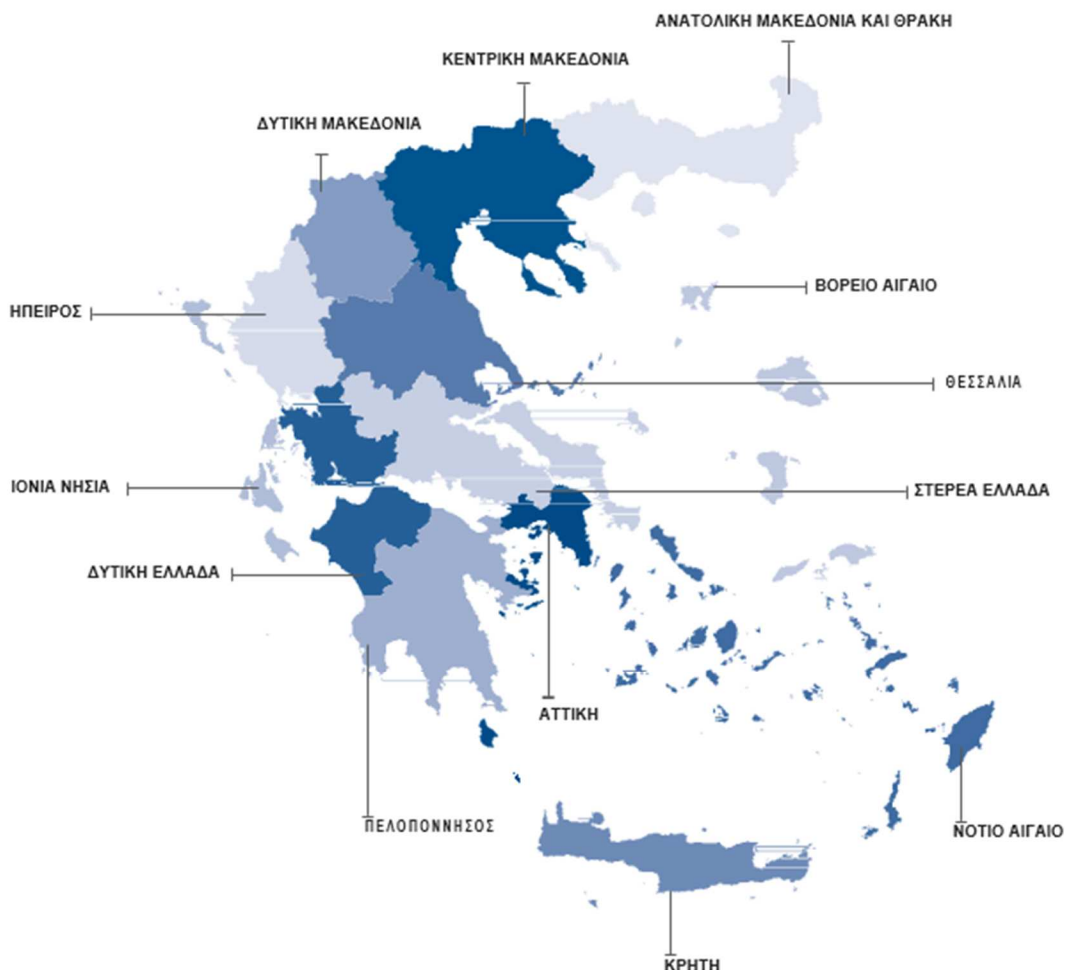 ΑΝΑΤΟΛΙΚΗ ΜΑΚΕΔΟΝΙΑ ΚΑΙ ΘΡΑΚΗ
ΚΕΝΤΡΙΚΗ ΜΑΚΕΔΟΝΙΑ
ΔΥΤΙΚΗ ΜΑΚΕΔΟΝΙΑ
ΒΟΡΕΙΟ ΑΙΓΑΙΟ
ΗΠΕΙΡΟΣ
ΘΕΣΣΑΛΙΑ
ΙΟΝΙΑ ΝΗΣΙΑ
ΣΤΕΡΕΑ ΕΛΛΑΔΑ
ΔΥΤΙΚΗ ΕΛΛΑΔΑ
ΑΤΤΙΚΗ
ΠΕΛΟΠΟΝΝΗΣΟΣ
ΝΟΤΙΟ ΑΙΓΑΙΟ
ΚΡΗΤΗ